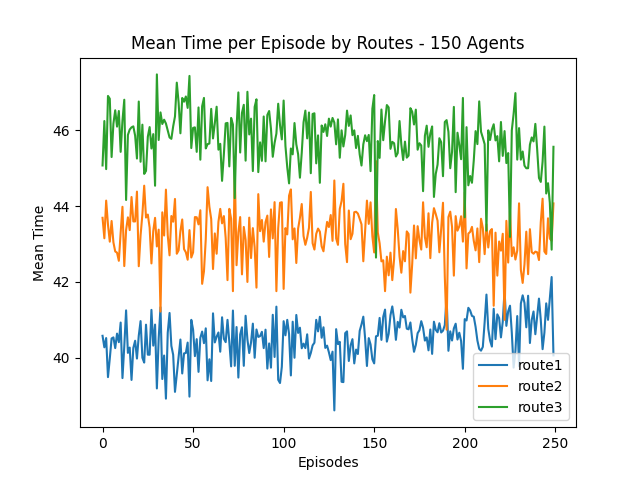 Mean Time per Episode by Routes - 150 Agents
Mean Time
46
44
42
40
0
50
100
150
200
250
Episodes
route1
route2
route3